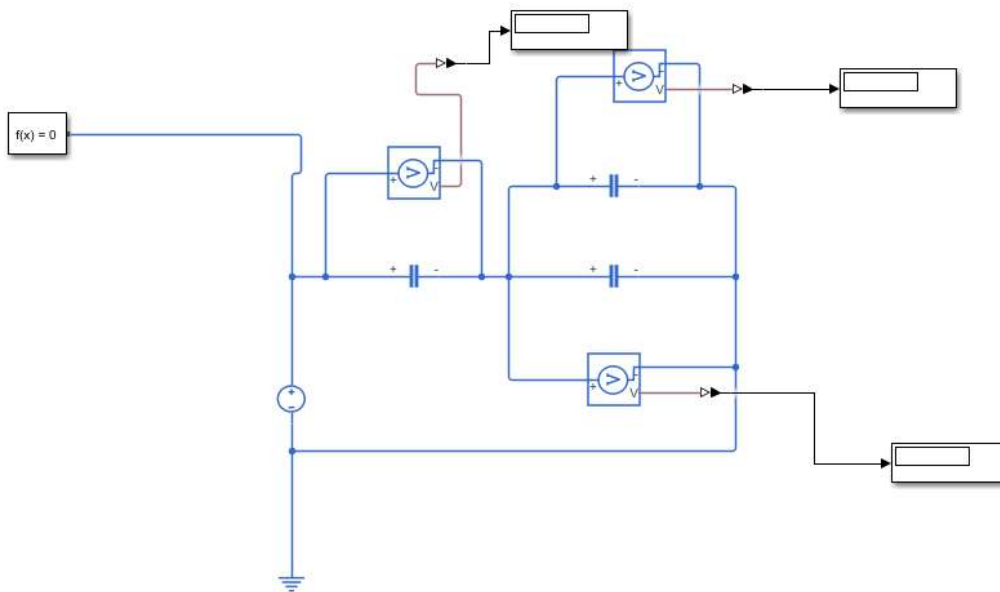 f(x) = 0
+
V
+
V
+ -
+
V
+ -
+ -
+
V
+
-